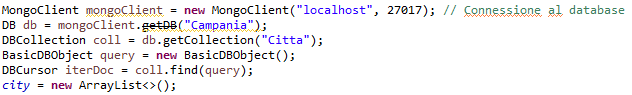 MongoClient mongoClient = new MongoClient("localhost", 27017); // Connessione al database
DB db = mongoClient.getDB("Campania");
DBCollection coll = db.getCollection("Citta");
BasicDBObject query = new BasicDBObject();
DBCursor iterDoc = coll.find(query);
city = new ArrayList<>();